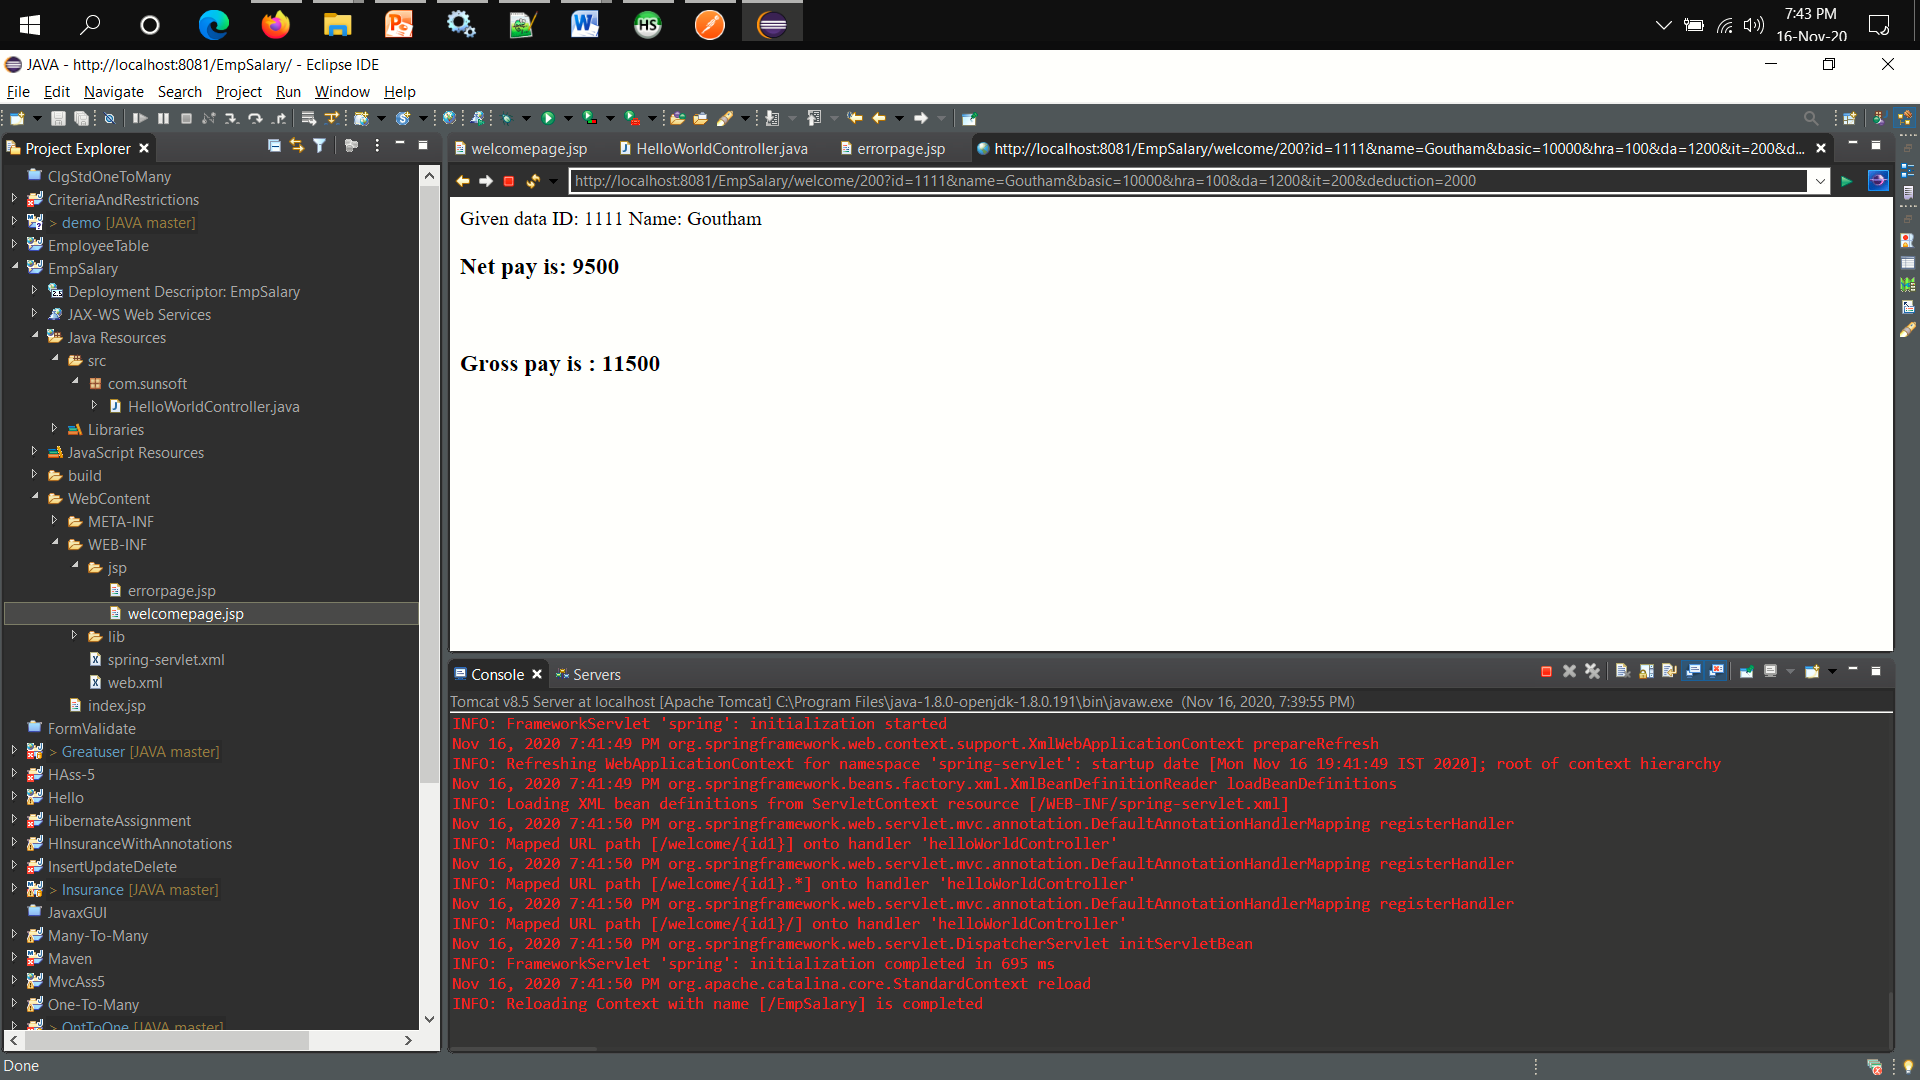 7:43 PM
16-Nov-20
JAVA - http://localhost:8081/EmpSalary/ - Eclipse IDE
File Edit Navigate Search Project Run Window Help
Project Explorer
ClgStdOneToMany
CriteriaAndRestrictions
> demo [JAVA master]
EmployeeTable
EmpSalary
Deployment Descriptor: EmpSalary
JAX-WS Web Services
Java Resources
src
com.sunsoft
HelloWorldController.java
Libraries
JavaScript Resources
build
WebContent
META-INF
WEB-INF
jsp
errorpage.jsp
welcomepage.jsp
lib
spring-servlet.xml
web.xml
index.jsp
FormValidate
> Greatuser [JAVA master]
HAss-5
Hello
HibernateAssignment
HInsuranceWithAnnotations
InsertUpdateDelete
> Insurance [JAVA master]
JavaxGUI
Many-To-Many
Maven
MvcAss5
One-To-Many
> OntToOne [JAVA master]
welcomepage.jsp HelloWorldController.java errorpage.jsp http://localhost:8081/EmpSalary/welcome/200?id=1111&name=Goutham&basic=10000&hra=100&da=1200&it=200&d...
http://localhost:8081/EmpSalary/welcome/200?id=1111&name=Goutham&basic=10000&hra=100&da=1200&it=200&deduction=2000
Given data ID: 1111 Name: Goutham
Net pay is: 9500
Gross pay is : 11500
Console Servers
Tomcat v8.5 Server at localhost [Apache Tomcat] C:\Program Files\java-1.8.0-openjdk-1.8.0.191\bin\javaw.exe (Nov 16, 2020, 7:39:55 PM)
INFO: FrameworkServlet 'spring': initialization started
Nov 16, 2020 7:41:49 PM org.springframework.web.context.support.XmlWebApplicationContext prepareRefresh
INFO: Refreshing WebApplicationContext for namespace 'spring-servlet': startup date [Mon Nov 16 19:41:49 IST 2020]; root of context hierarchy
Nov 16, 2020 7:41:49 PM org.springframework.beans.factory.xml.XmlBeanDefinitionReader loadBeanDefinitions
INFO: Loading XML bean definitions from ServletContext resource [/WEB-INF/spring-servlet.xml]
Nov 16, 2020 7:41:50 PM org.springframework.web.servlet.mvc.annotation.DefaultAnnotationHandlerMapping registerHandler
INFO: Mapped URL path [/welcome/{id1}] onto handler 'helloWorldController'
Nov 16, 2020 7:41:50 PM org.springframework.web.servlet.mvc.annotation.DefaultAnnotationHandlerMapping registerHandler
INFO: Mapped URL path [/welcome/{id1}.*] onto handler 'helloWorldController'
Nov 16, 2020 7:41:50 PM org.springframework.web.servlet.mvc.annotation.DefaultAnnotationHandlerMapping registerHandler
INFO: Mapped URL path [/welcome/{id1}/] onto handler 'helloWorldController'
Nov 16, 2020 7:41:50 PM org.springframework.web.servlet.DispatcherServlet initServletBean
INFO: FrameworkServlet 'spring': initialization completed in 695 ms
Nov 16, 2020 7:41:50 PM org.apache.catalina.core.StandardContext reload
INFO: Reloading Context with name [/EmpSalary] is completed
Done